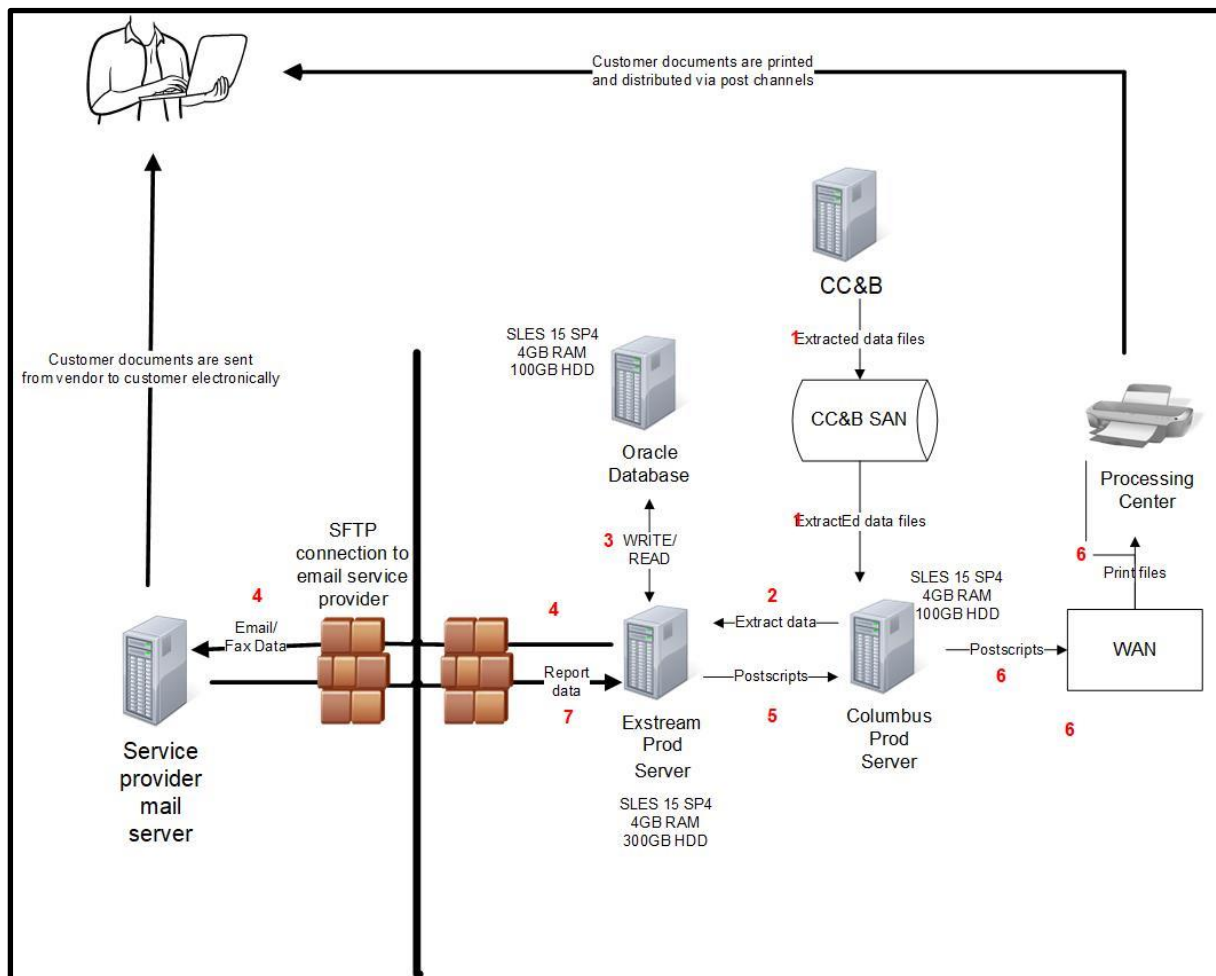 Customer documents are printed
and distributed via post channels
CC&B
1
Extracted data files
CC&B SAN
1
ExtractEd data files
Customer documents are sent
from vendor to customer electronically
SLES 15 SP4
4GB RAM
100GB HDD
Oracle
Database
3
WRITE/
READ
Processing
Center
6
Print files
WAN
SFTP
connection to
email service
provider
4
Email/
Fax Data
4
Report
data
7
2
Extract data
Postscripts
5
SLES 15 SP4
4GB RAM
100GB HDD
Postscripts
6
6
Service
provider
mail
server
Exstream
Prod
Server
SLES 15 SP4
4GB RAM
300GB HDD
Columbus
Prod
Server